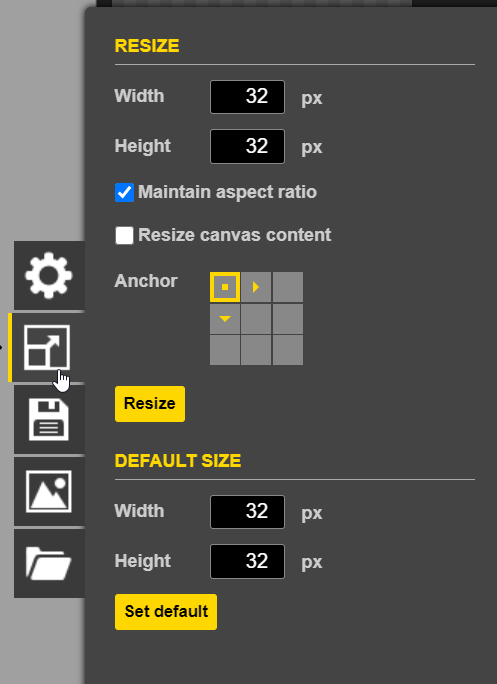 RESIZE
Width 32 px
Height 32 px
Maintain aspect ratio
Resize canvas content
Anchor
Resize
DEFAULT SIZE
Width 32 px
Height 32 px
Set default